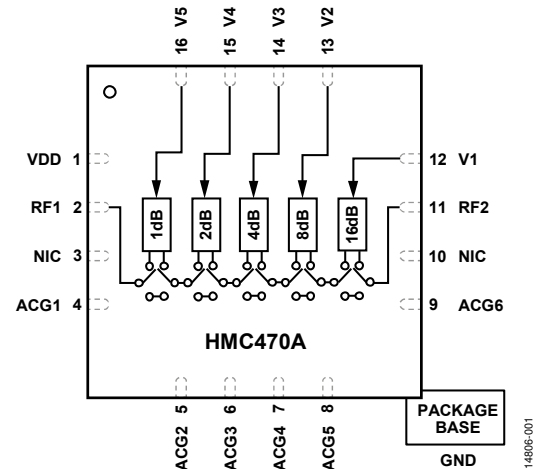 16 V5
15 V4
14 V3
13 V2
VDD 1
RF1 2
NIC 3
ACG1 4
12 V1
11 RF2
10 NIC
9 ACG6
1dB
2dB
4dB
8dB
16dB
HMC470A
5 ACG2
6 ACG3
7 ACG4
8 ACG5
PACKAGE
BASE
GND
14806-001